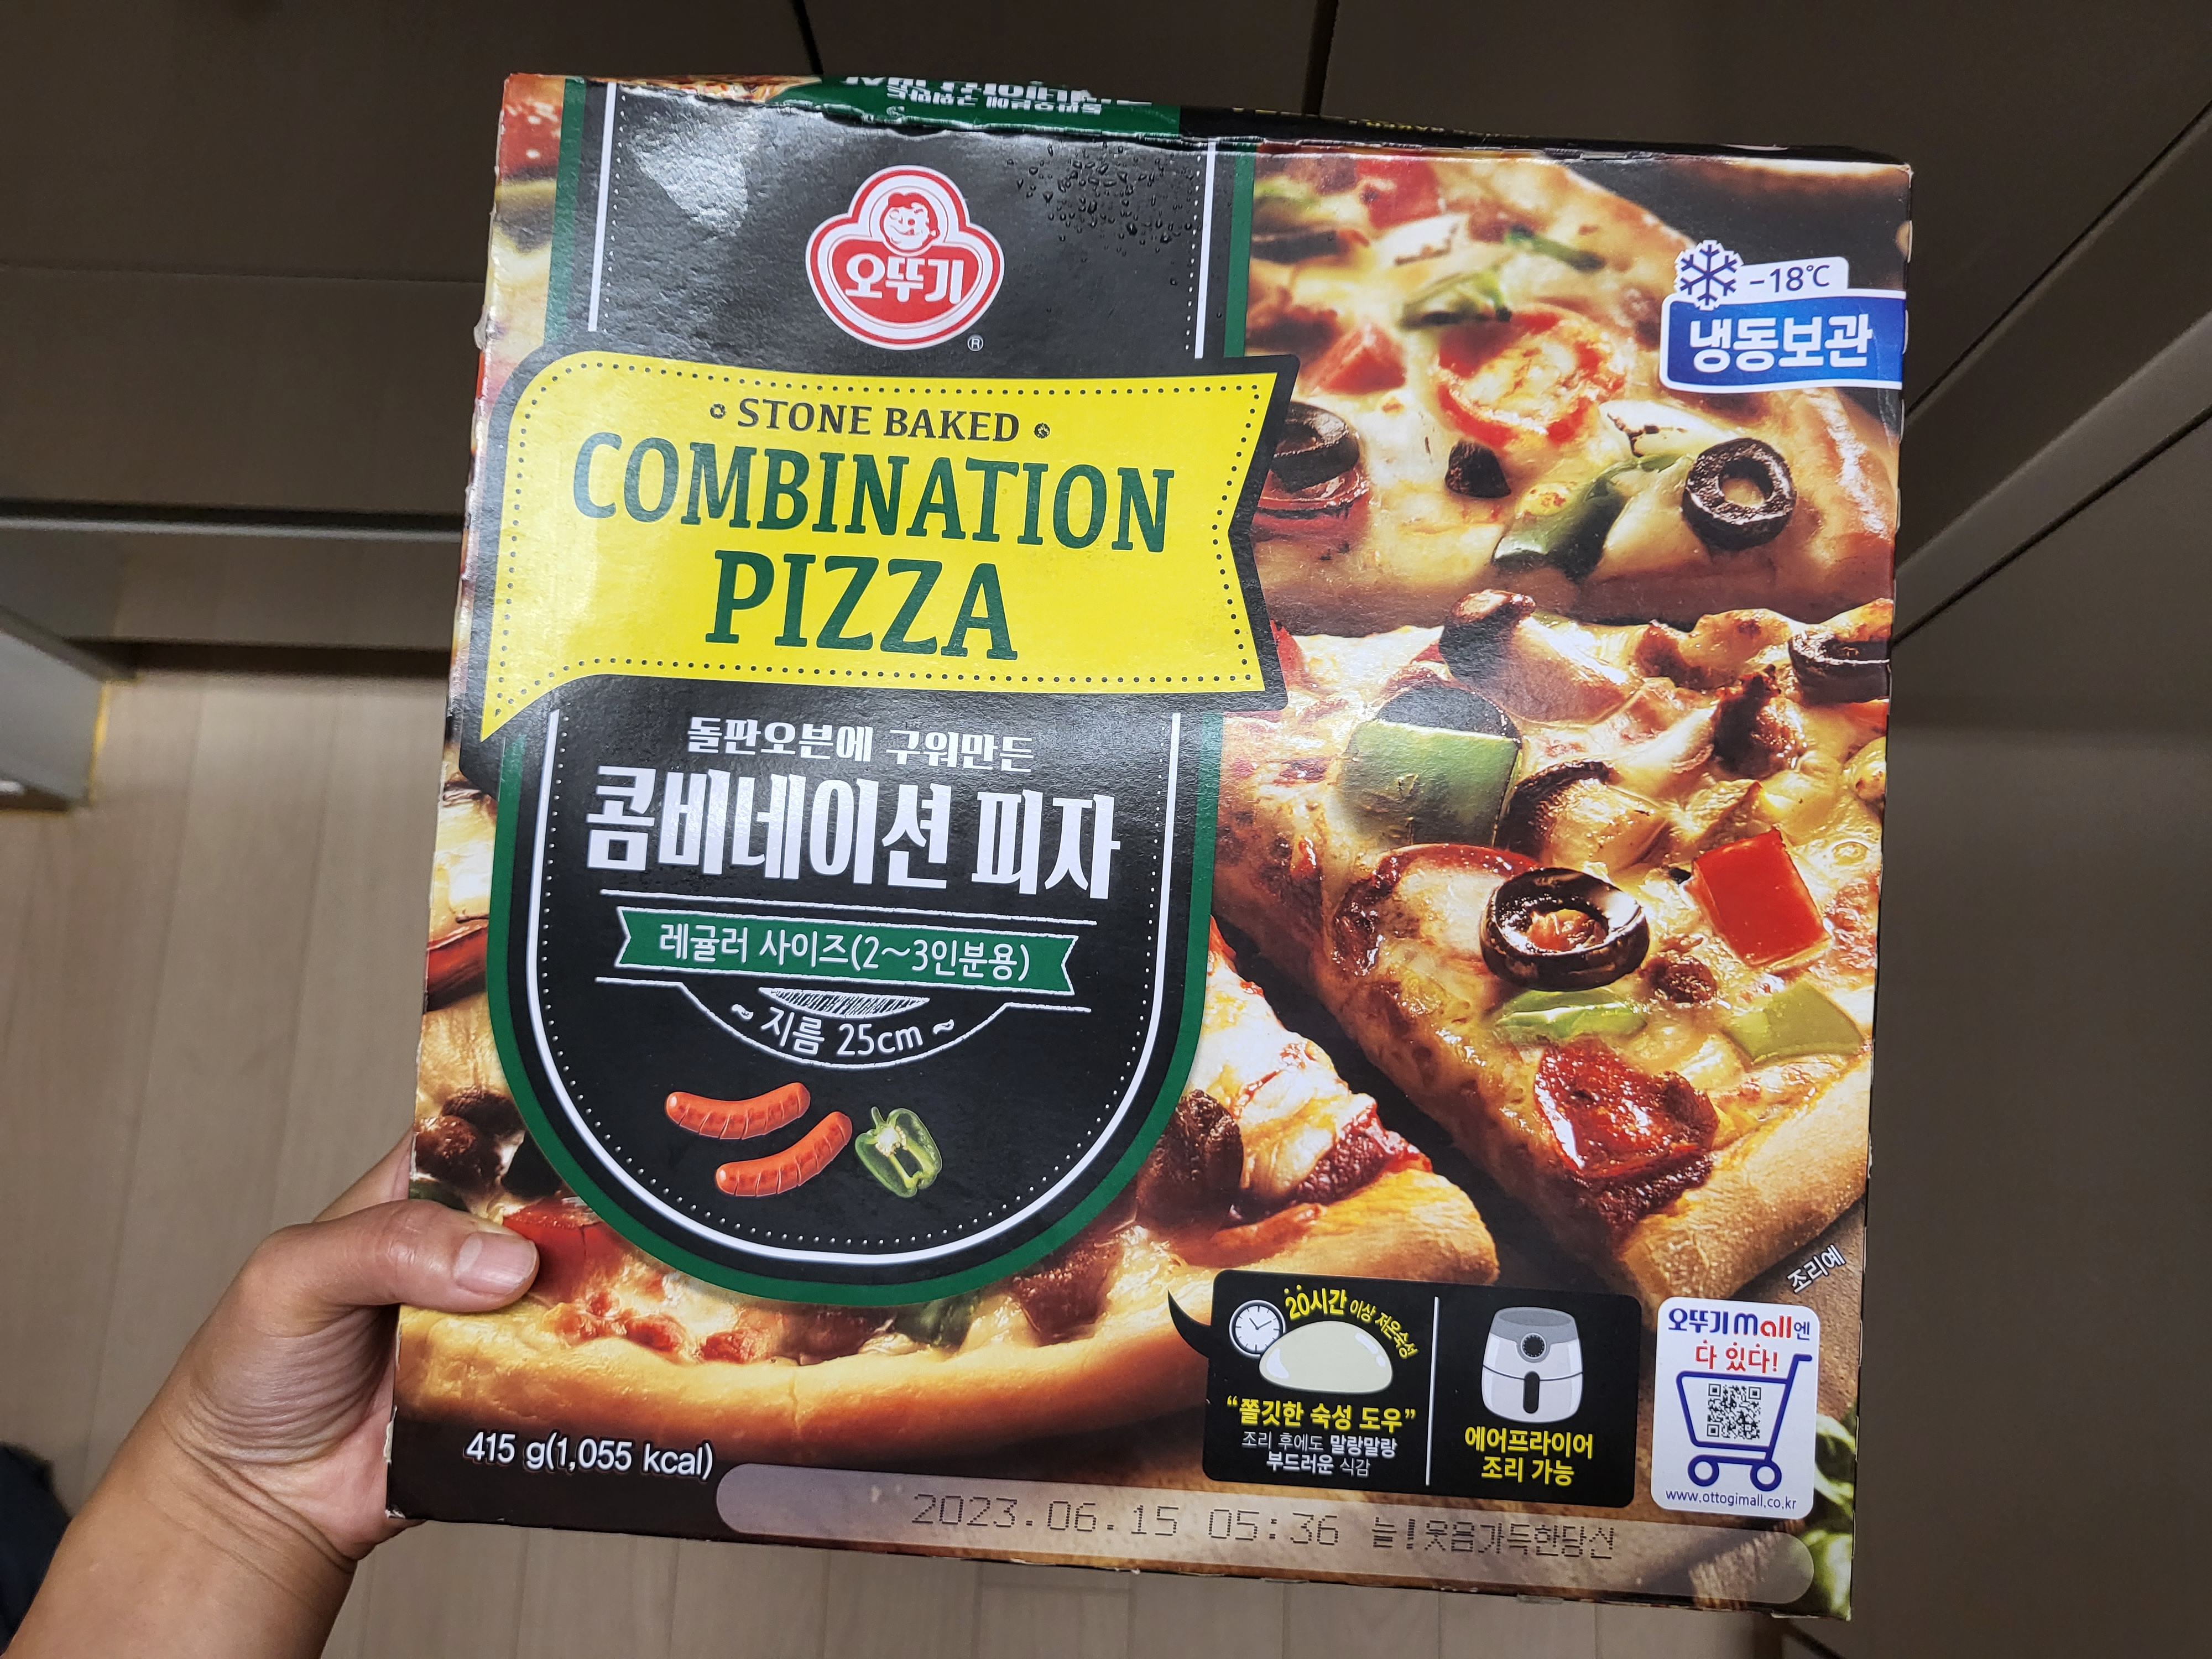 오뚜기
®
-18℃
냉동보관
STONE BAKED
COMBINATION
PIZZA
돌판오븐에 구워만든
콤비네이션 피자
레귤러 사이즈(2~3인분용)
~ 지름 25cm ~
조리예
20시간 이상 저온숙성
"쫄깃한 숙성 도우"
조리 후에도 말랑말랑
부드러운 식감
에어프라이어
조리 가능
오뚜기mall엔
다 있다!
www.ottogimall.co.kr
415 g(1,055 kcal)
2023.06.15 05:36 늘!웃음가득한당신